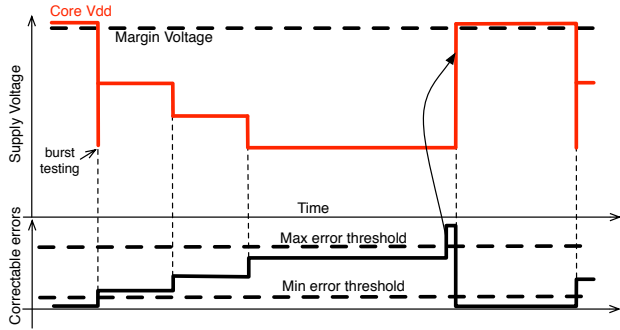 Core Vdd
Margin Voltage
Supply Voltage
burst
testing
Time
Correctable errors
Max error threshold
Min error threshold